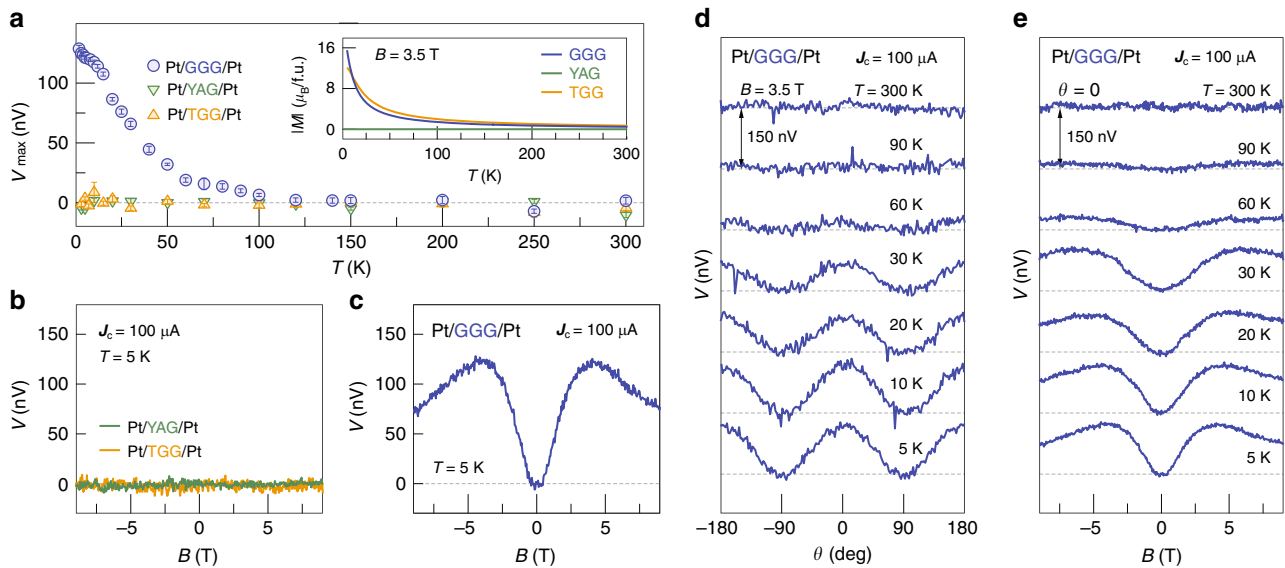 a
V max (nV)
100
50
0
Pt/GGG/Pt
Pt/YAG/Pt
Pt/TGG/Pt
0 50 100 150 200 250 300
T (K)
|M| (μB/f.u.)
16
8
0
B = 3.5 T
GGG
YAG
TGG
0 100 200 300
T (K)
b
V (nV)
150
100
50
0
Jc = 100 μA
T = 5 K
Pt/YAG/Pt
Pt/TGG/Pt
−5 0 5
B (T)
c
V (nV)
150
100
50
0
Pt/GGG/Pt Jc = 100 μA
T = 5 K
−5 0 5
B (T)
d
V (nV)
Pt/GGG/Pt Jc = 100 μA
B = 3.5 T T = 300 K
150 nV
90 K
60 K
30 K
20 K
10 K
5 K
−180 −90 0 90 180
θ (deg)
e
V (nV)
Pt/GGG/Pt Jc = 100 μA
θ = 0 T = 300 K
150 nV
90 K
60 K
30 K
20 K
10 K
5 K
−5 0 5
B (T)